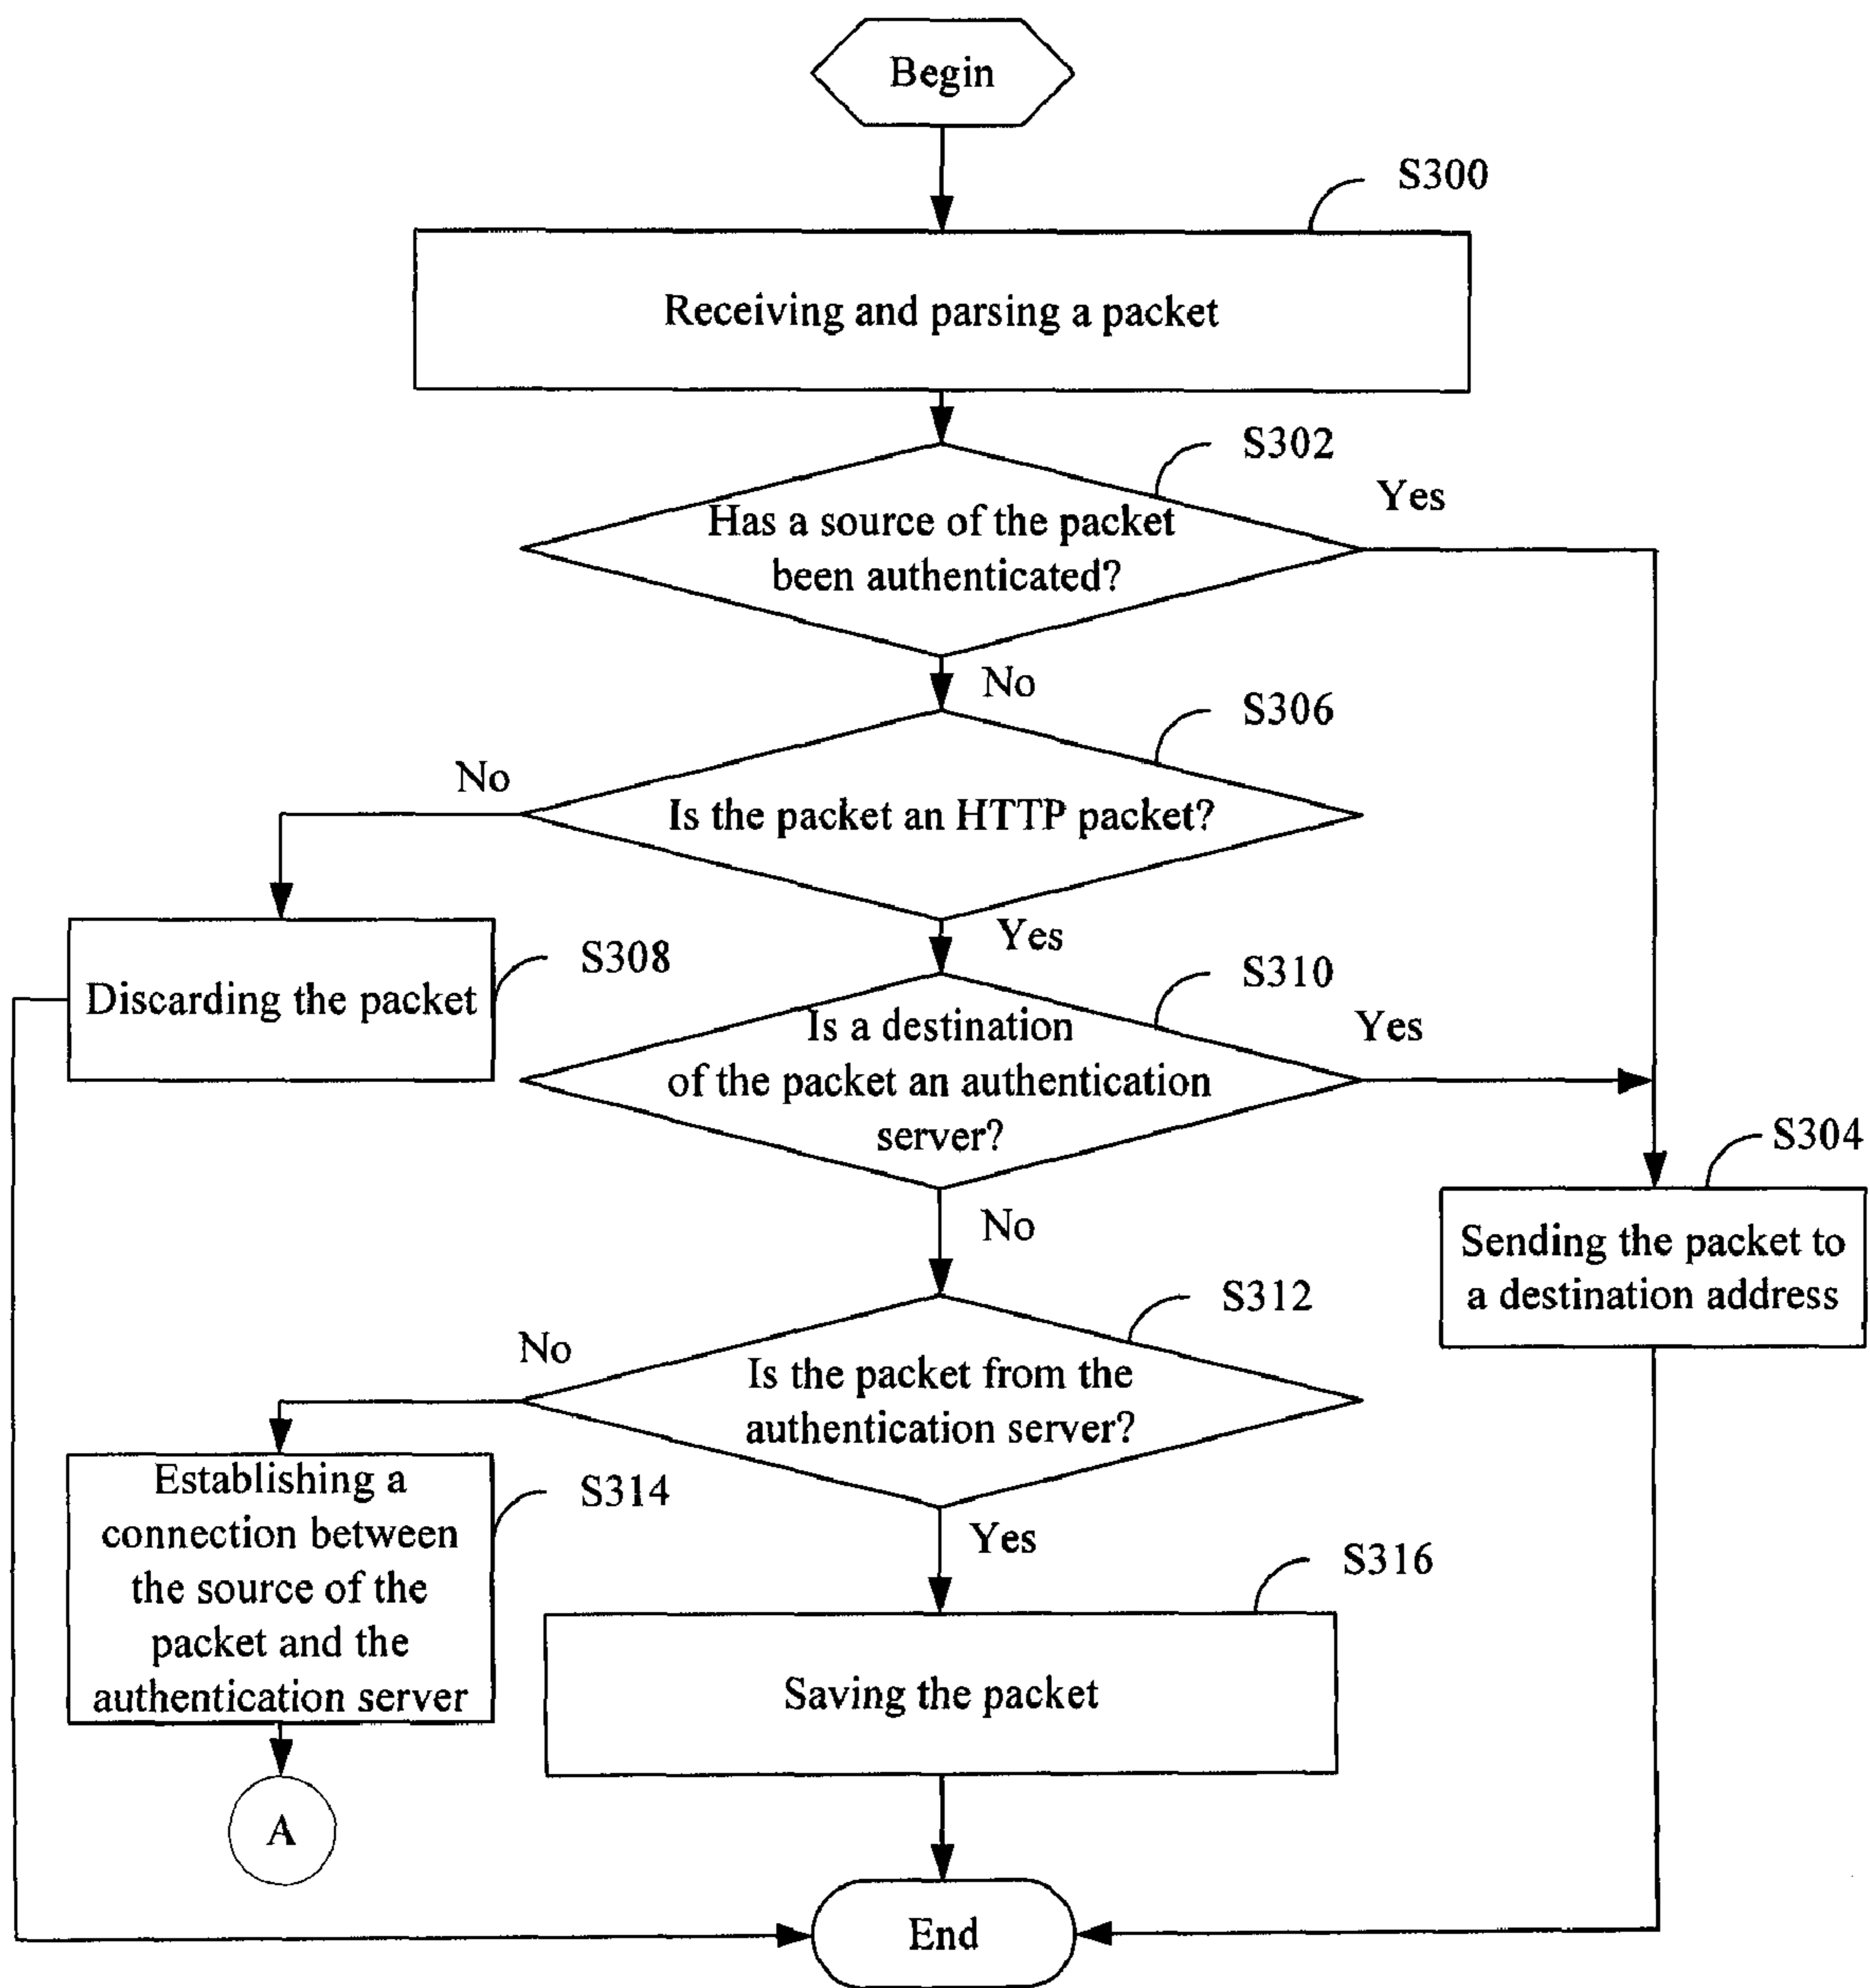 Begin
S300
Receiving and parsing a packet
S302
Yes
Has a source of the packet
been authenticated?
No
S306
No
Is the packet an HTTP packet?
Yes
S308
Discarding the packet
S310
Yes
Is a destination
of the packet an authentication
server?
S304
No
Sending the packet to
a destination address
S312
No
Is the packet from the
authentication server?
Establishing a
connection between
the source of the
packet and the
authentication server
S314
Yes
S316
Saving the packet
A
End